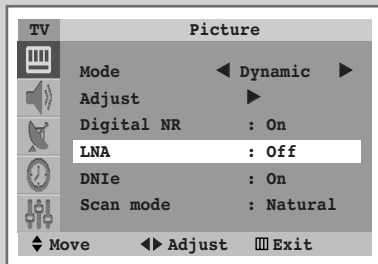 TV Picture
Mode Dynamic
Adjust
Digital NR : On
LNA : Off
DNIe : On
Scan mode : Natural
Move Adjust Exit